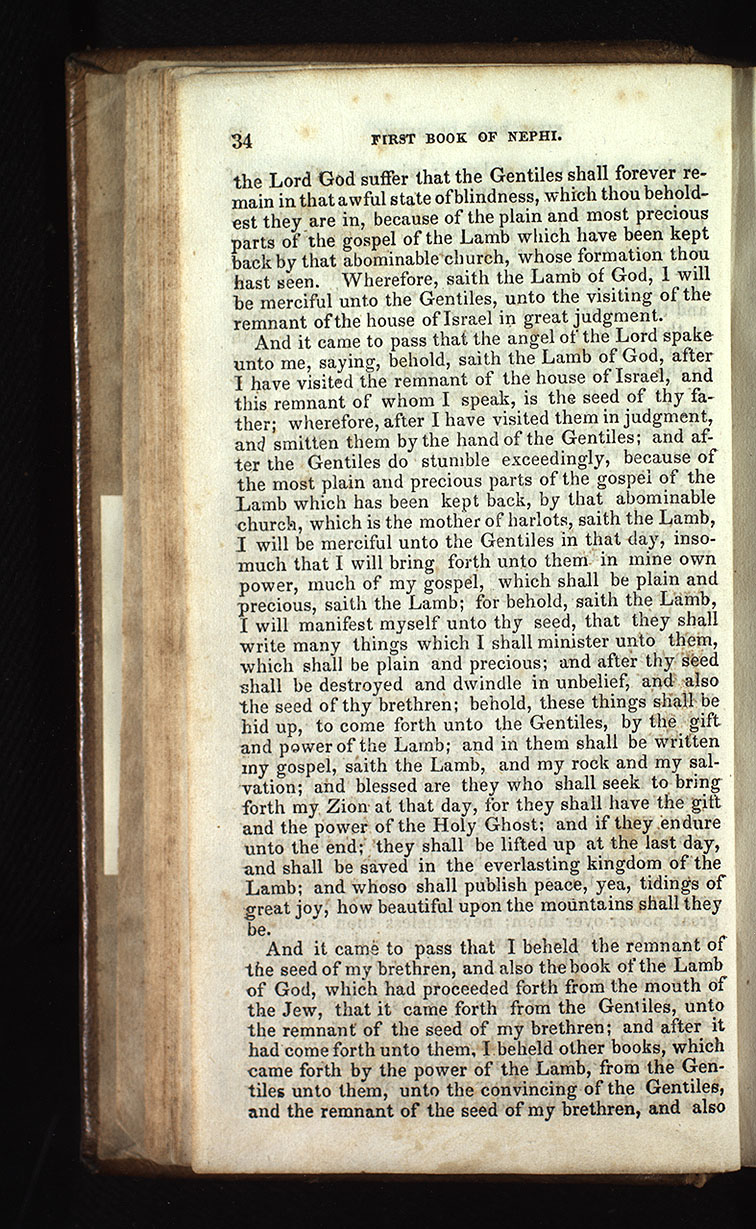 34 FIRST BOOK OF NEPHI.
the Lord God suffer that the Gentiles shall forever re-
main in that awful state of blindness, which thou behold-
est they are in, because of the plain and most precious
parts of the gospel of the Lamb which have been kept
back by that abominable church, whose formation thou
hast seen. Wherefore, saith the Lamb of God, I will
be merciful unto the Gentiles, unto the visiting of the
remnant of the house of Israel in great judgment.
And it came to pass that the angel of the Lord spake
unto me, saying, behold, saith the Lamb of God, after
I have visited the remnant of the house of Israel, and
this remnant of whom I speak, is the seed of thy fa-
ther; wherefore, after I have visited them in judgment,
and smitten them by the hand of the Gentiles; and af-
ter the Gentiles do stumble exceedingly, because of
the most plain and precious parts of the gospel of the
Lamb which has been kept back, by that abominable
church, which is the mother of harlots, saith the Lamb,
I will be merciful unto the Gentiles in that day, inso-
much that I will bring forth unto them in mine own
power, much of my gospel, which shall be plain and
precious, saith the Lamb; for behold, saith the Lamb,
I will manifest myself unto thy seed, that they shall
write many things which I shall minister unto them,
which shall be plain and precious; and after thy seed
shall be destroyed and dwindle in unbelief, and also
the seed of thy brethren; behold, these things shall be
hid up, to come forth unto the Gentiles, by the gift
and power of the Lamb; and in them shall be written
my gospel, saith the Lamb, and my rock and my sal-
vation; and blessed are they who shall seek to bring
forth my Zion at that day, for they shall have the gift
and the power of the Holy Ghost; and if they endure
unto the end; they shall be lifted up at the last day,
and shall be saved in the everlasting kingdom of the
Lamb; and whoso shall publish peace, yea, tidings of
great joy, how beautiful upon the mountains shall they
be.
And it came to pass that I beheld the remnant of
the seed of my brethren, and also the book of the Lamb
of God, which had proceeded forth from the mouth of
the Jew, that it came forth from the Gentiles, unto
the remnant of the seed of my brethren; and after it
had come forth unto them, I beheld other books, which
came forth by the power of the Lamb, from the Gen-
tiles unto them, unto the convincing of the Gentiles,
and the remnant of the seed of my brethren, and also